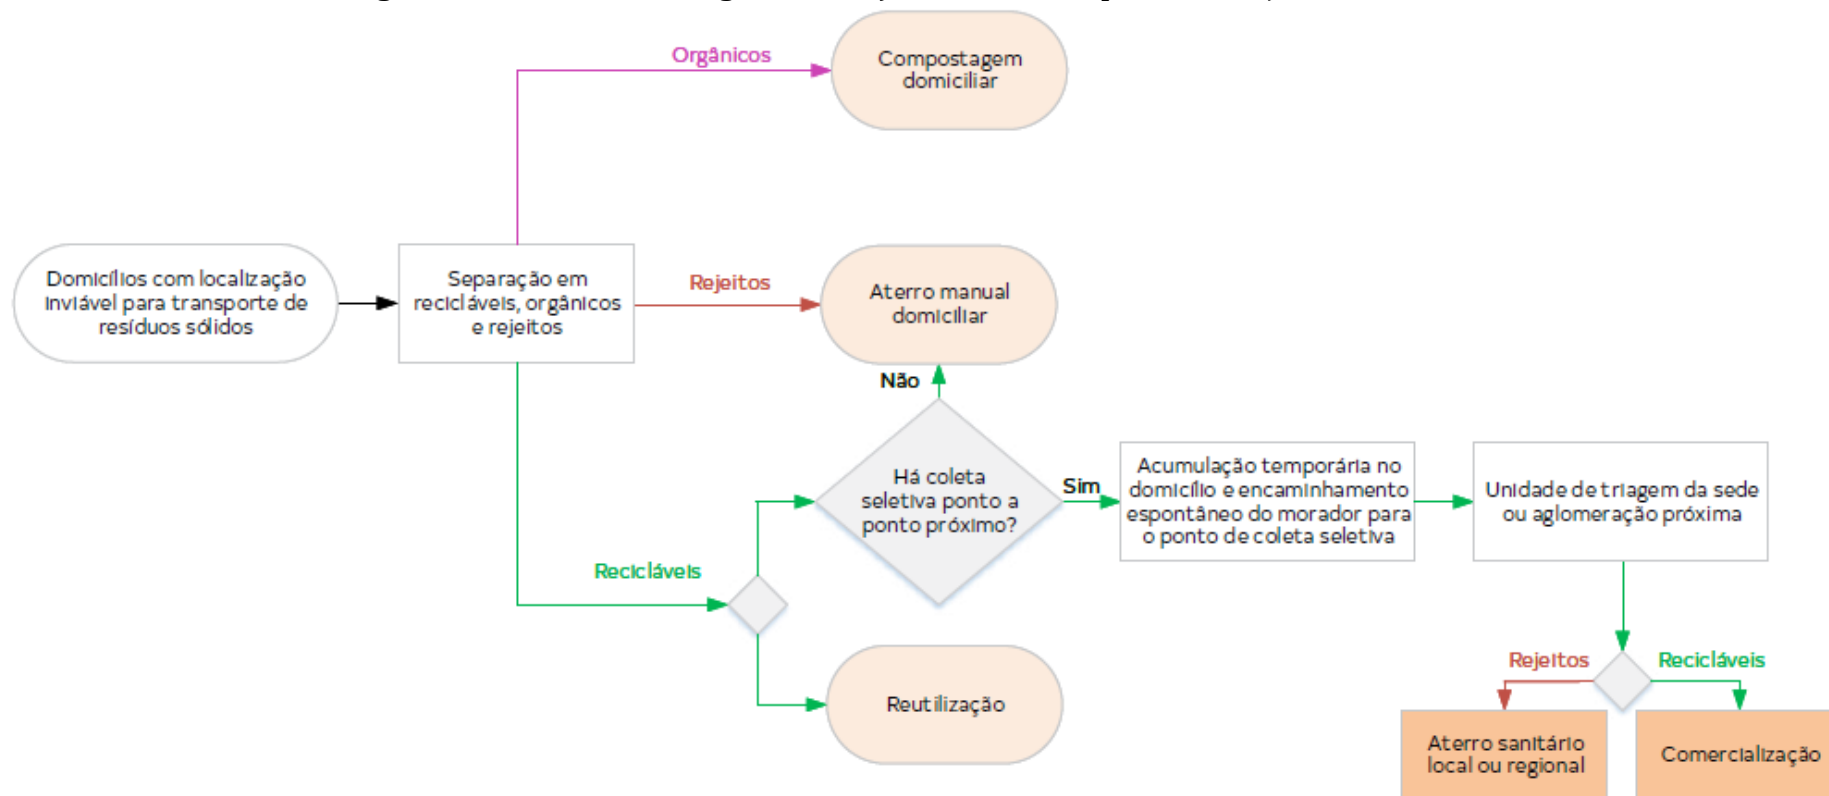 Orgânicos
Compostagem
domiciliar
Domicílios com localização
inviável para transporte de
resíduos sólidos
Separação em
recicláveis, orgânicos
e rejeitos
Rejeitos
Aterro manual
domiciliar
Não
Há coleta
seletiva ponto a
ponto próximo?
Sim
Acumulação temporária no
domicílio e encaminhamento
espontâneo do morador para
o ponto de coleta seletiva
Unidade de triagem da sede
ou aglomeração próxima
Recicláveis
Reutilização
Rejeitos
Recicláveis
Aterro sanitário
local ou regional
Comercialização